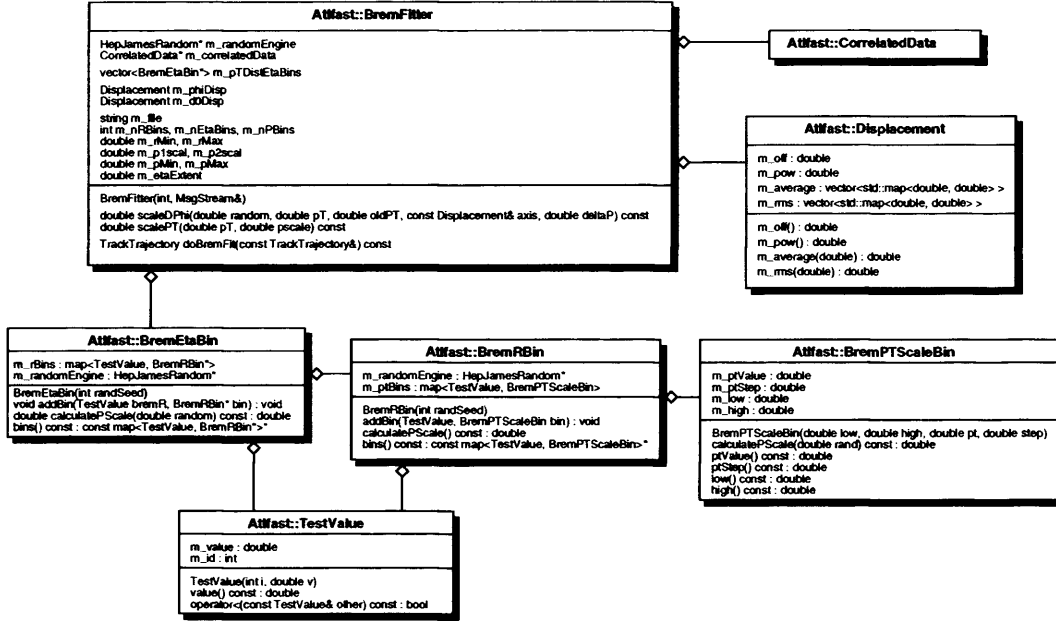 Atlfast::BremFitter
HepJamesRandom* m_randomEngine
CorrelatedData* m_correlatedData
vector<BremEtaBin*> m_pTDistEtaBins
Displacement m_phiDisp
Displacement m_d0Disp
string m_file
int m_nRBins, m_nEtaBins, m_nPBins
double m_rMin, m_rMax
double m_p1scal, m_p2scal
double m_pMin, m_pMax
double m_etaExtent
BremFitter(int, MsgStream&)
double scaleDPhi(double random, double pT, double oldPT, const Displacement& axis, double deltaP) const
double scalePT(double pT, double pscale) const
TrackTrajectory doBremFit(const TrackTrajectory&) const
Atlfast::CorrelatedData
Atlfast::Displacement
m_off : double
m_pow : double
m_average : vector<std::map<double, double> >
m_rms : vector<std::map<double, double> >
m_off() : double
m_pow() : double
m_average(double) : double
m_rms(double) : double
Atlfast::BremEtaBin
m_rBins : map<TestValue, BremRBin*>
m_randomEngine : HepJamesRandom*
BremEtaBin(int randSeed)
void addBin(TestValue bremR, BremRBin* bin) : void
double calculatePScale(double random) const : double
bins() const : const map<TestValue, BremRBin*>*
Atlfast::BremRBin
m_randomEngine : HepJamesRandom*
m_ptBins : map<TestValue, BremPTScaleBin>
BremRBin(int randSeed)
addBin(TestValue, BremPTScaleBin bin) : void
calculatePScale() const : double
bins() const : const map<TestValue, BremPTScaleBin>*
Atlfast::BremPTScaleBin
m_ptValue : double
m_ptStep : double
m_low : double
m_high : double
BremPTScaleBin(double low, double high, double pt, double step)
calculatePScale(double rand) const : double
ptValue() const : double
ptStep() const : double
low() const : double
high() const : double
Atlfast::TestValue
m_value : double
m_id : int
TestValue(int i, double v)
value() const : double
operator<(const TestValue& other) const : bool